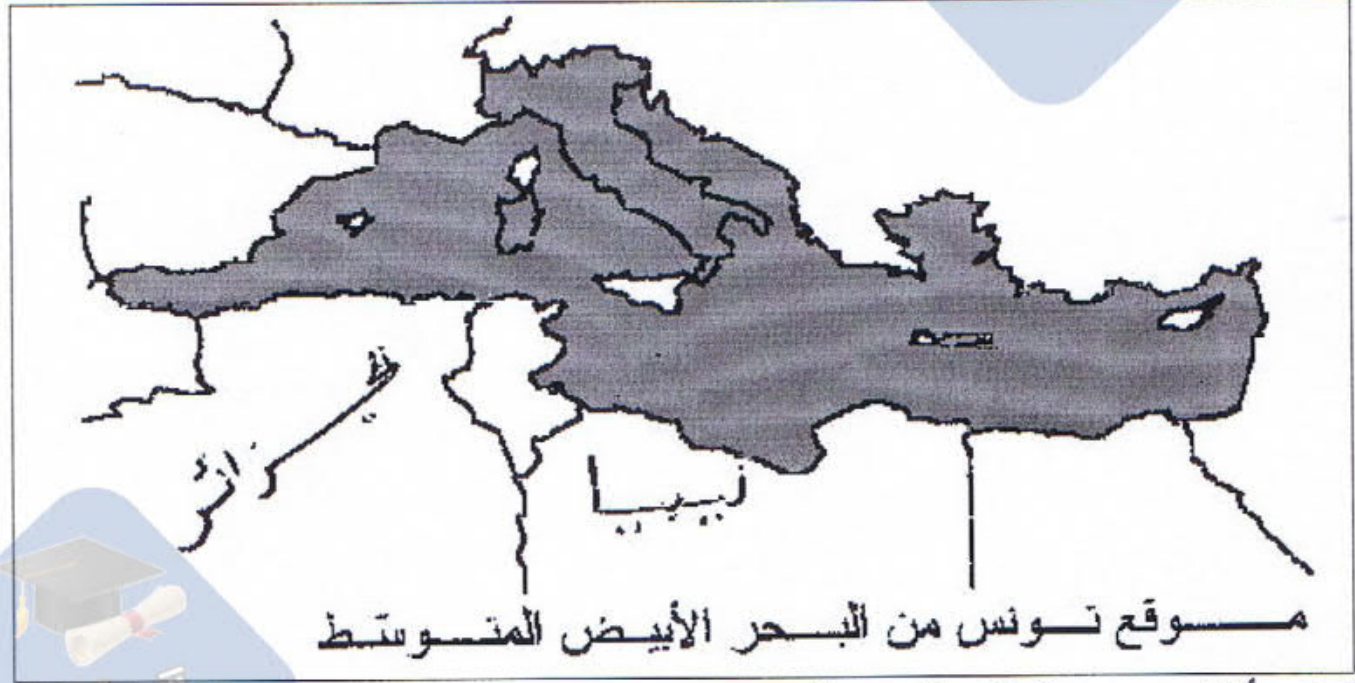 الجزائر
ليبيا
موقع تونس من البحر الأبيض المتوسط